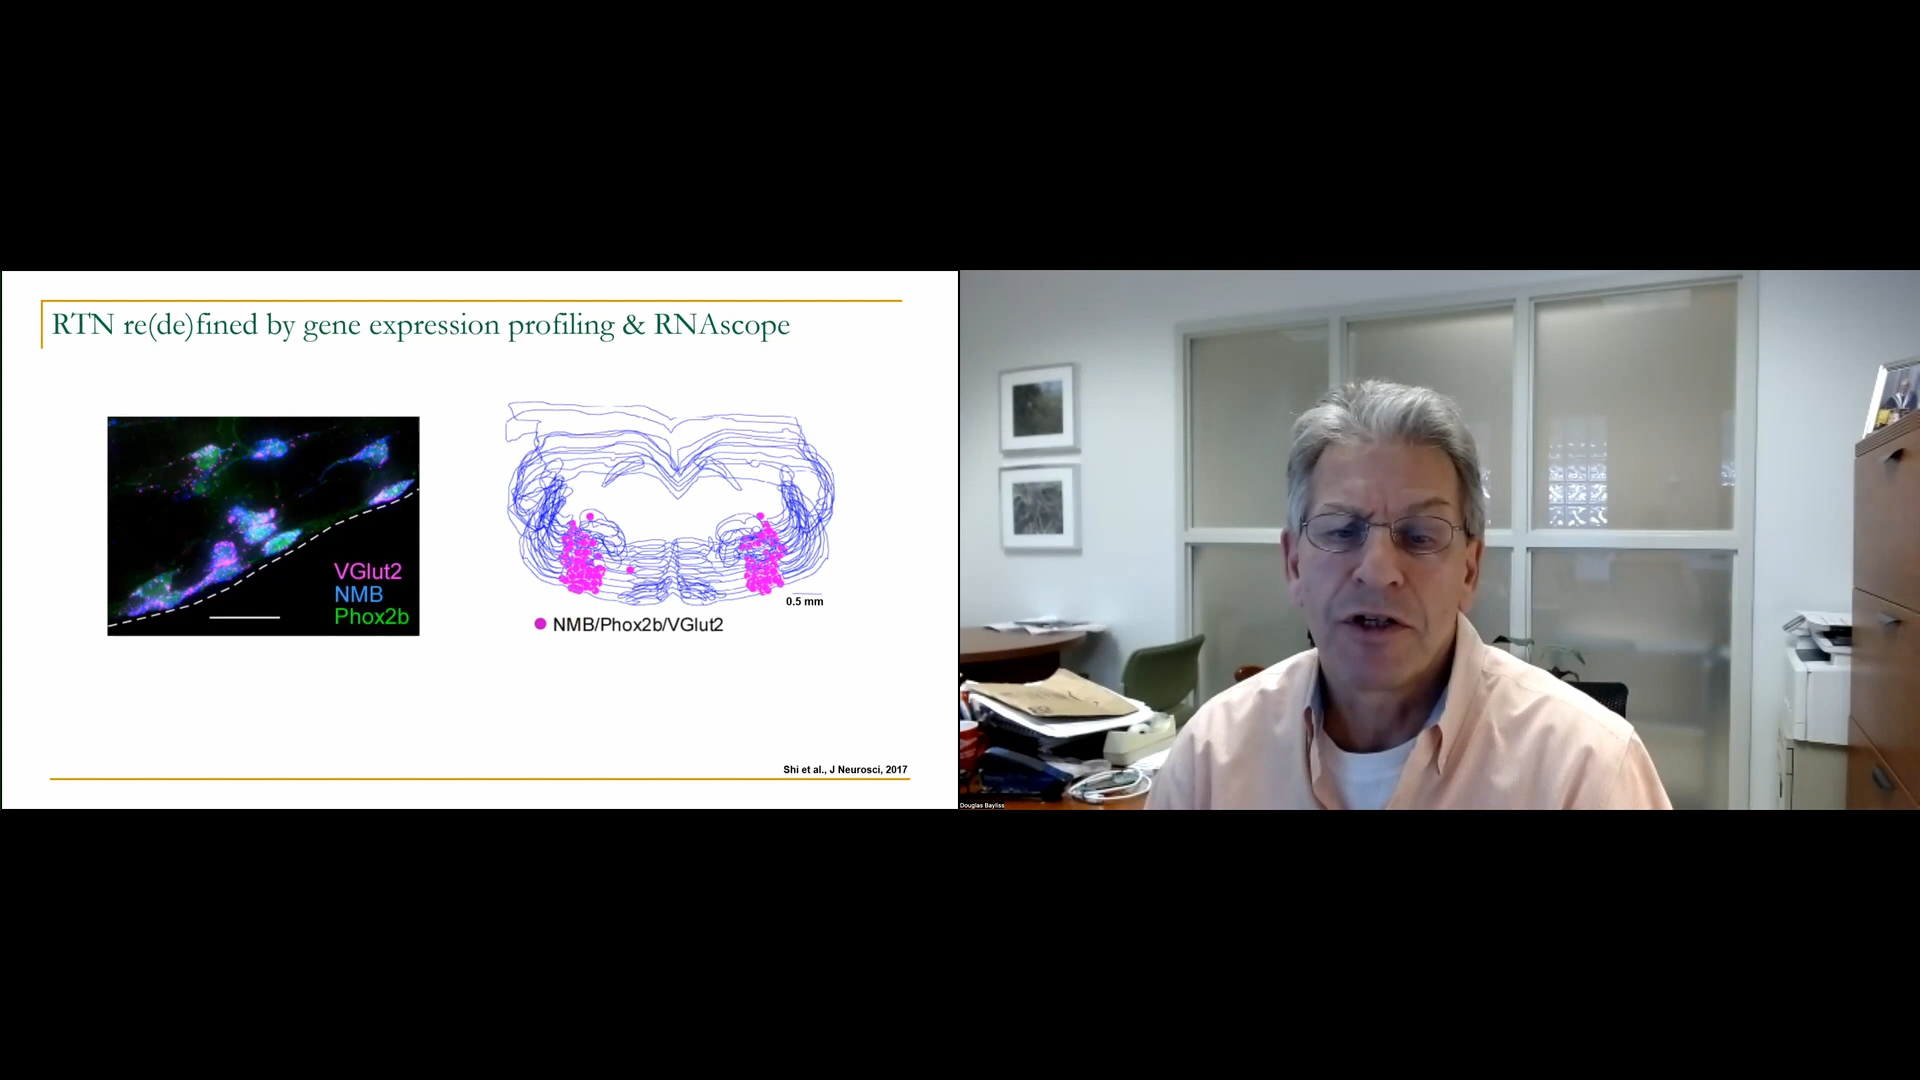 RTN re(de)fined by gene expression profiling & RNAscope
VGlut2
NMB
Phox2b
0.5 mm
NMB/Phox2b/VGlut2
Shi et al., J Neurosci, 2017
Douglas Bayliss